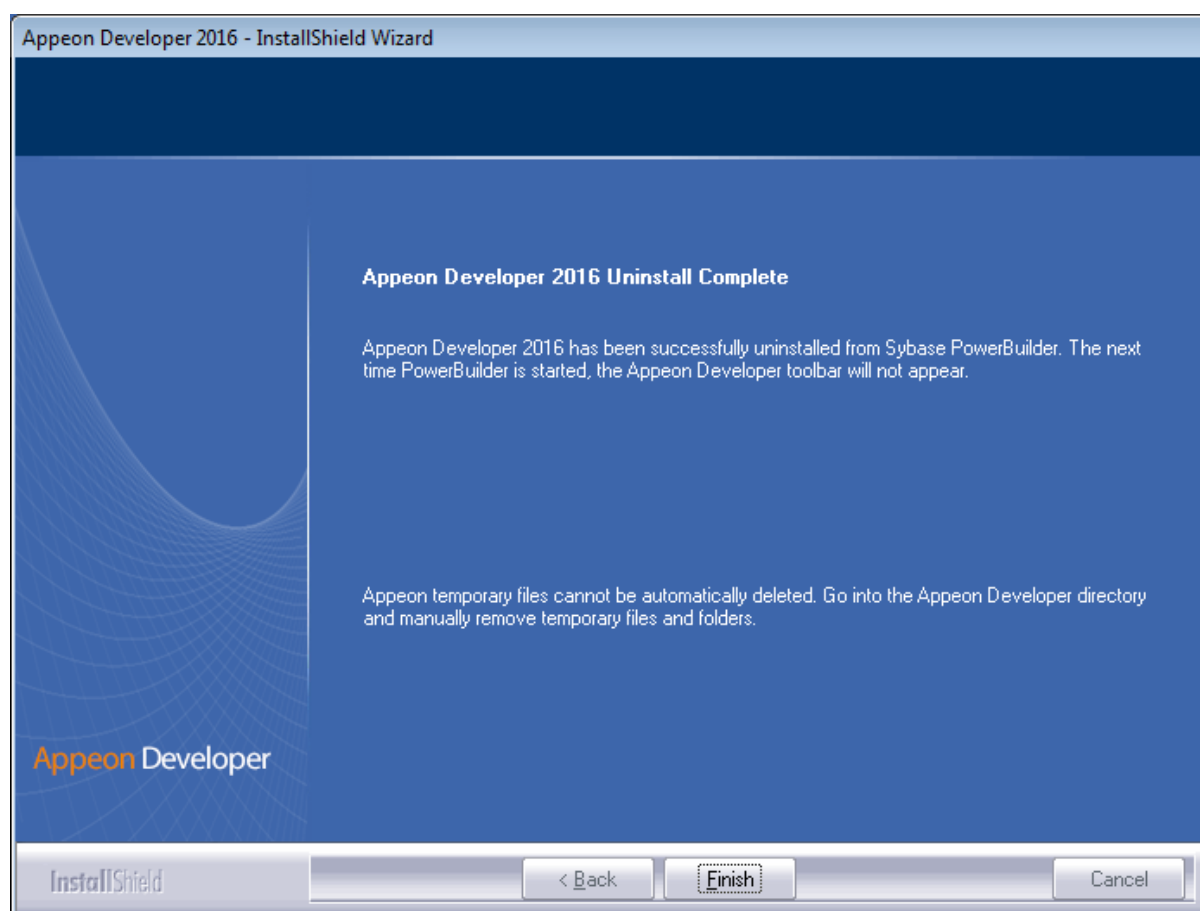 Appeon Developer 2016 - InstallShield Wizard
Appeon Developer 2016 Uninstall Complete
Appeon Developer 2016 has been successfully uninstalled from Sybase PowerBuilder. The next
time PowerBuilder is started, the Appeon Developer toolbar will not appear.
Appeon temporary files cannot be automatically deleted. Go into the Appeon Developer directory
and manually remove temporary files and folders.
Appeon Developer
InstallShield
< Back
Finish
Cancel